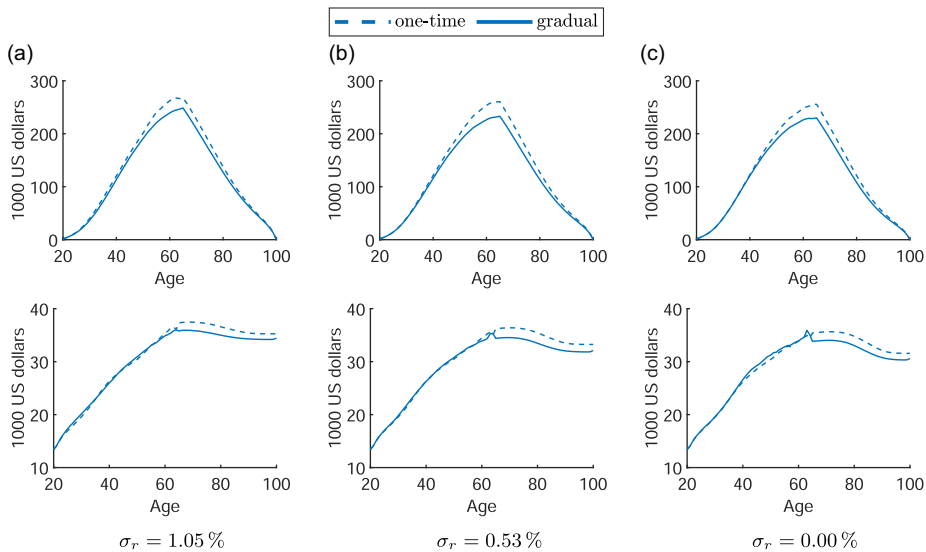 one-time gradual
(a) (b) (c)
300 300 300
1000 US dollars 1000 US dollars 1000 US dollars
200 200 200
100 100 100
0 0 0
20 40 60 80 100 20 40 60 80 100 20 40 60 80 100
Age Age Age
40 40 40
1000 US dollars 1000 US dollars 1000 US dollars
30 30 30
20 20 20
10 10 10
20 40 60 80 100 20 40 60 80 100 20 40 60 80 100
Age Age Age
σ_r = 1.05 % σ_r = 0.53 % σ_r = 0.00 %